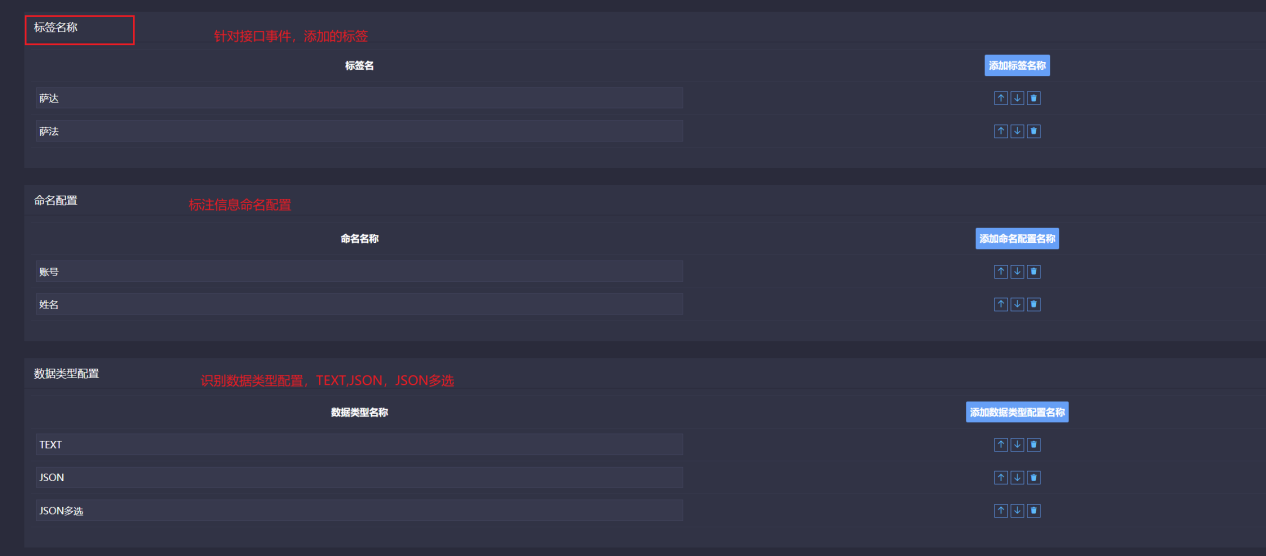 标签名称
针对接口事件，添加的标签
标签名
添加标签名称
萨达
萨法
命名配置
标注信息命名配置
命名名称
添加命名配置名称
账号
姓名
数据类型配置
识别数据类型配置，TEXT,JSON，JSON多选
数据类型名称
添加数据类型配置名称
TEXT
JSON
JSON多选